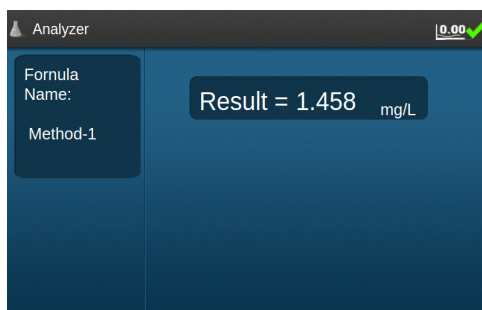 Analyzer
0.00
Fornula
Name:
Method-1
Result = 1.458 mg/L